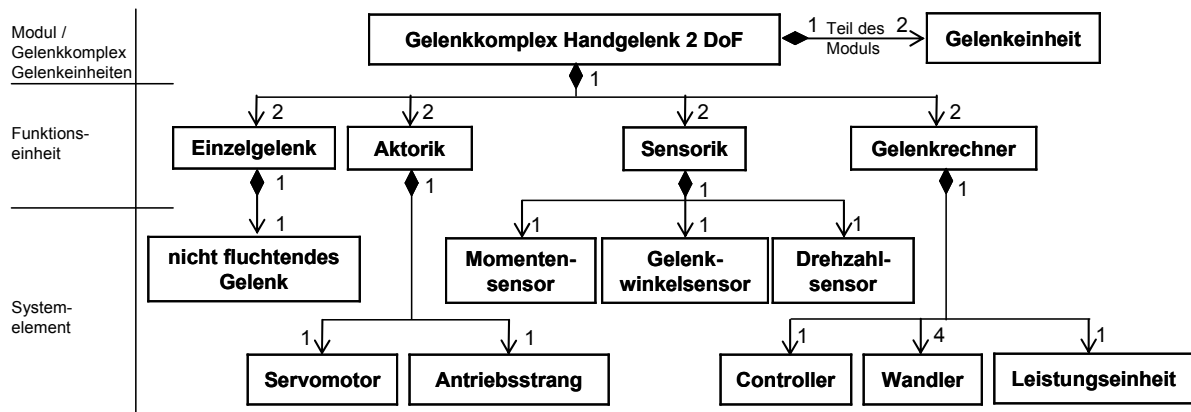 Modul /
Gelenkkomplex
Gelenkeinheiten
Gelenkkomplex Handgelenk 2 DoF
1 Teil des 2
Moduls
Gelenkeinheit
1
Funktions-
einheit
2 2 2 2
Einzelgelenk Aktorik Sensorik Gelenkrechner
1 1 1 1
System-
element
1 1 1 1
nicht fluchtendes
Gelenk
Momenten-
sensor
Gelenk-
winkelsensor
Drehzahl-
sensor
1 1 1 4 1
Servomotor Antriebsstrang Controller Wandler Leistungseinheit